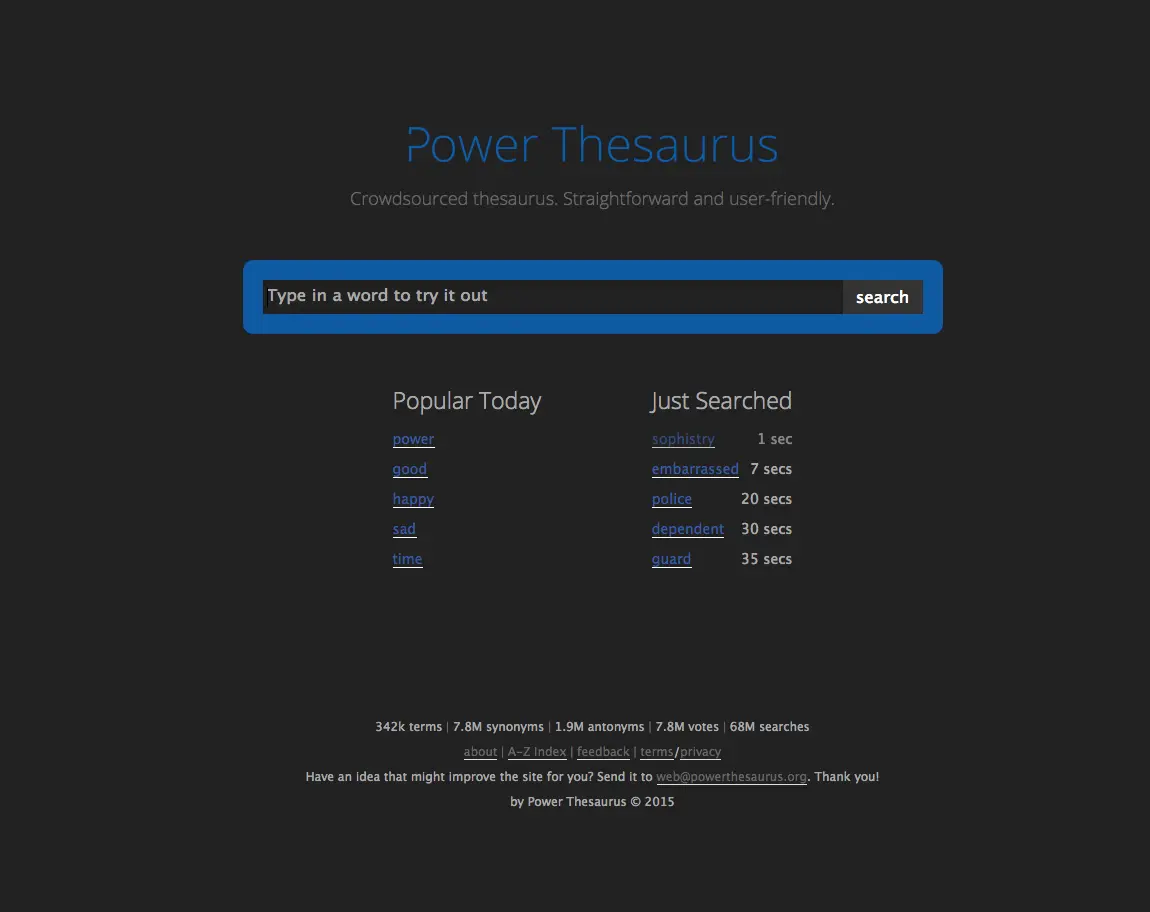 Power Thesaurus
Crowdsourced thesaurus. Straightforward and user-friendly.
Type in a word to try it out
search
Popular Today
power
good
happy
sad
time
Just Searched
sophistry 1 sec
embarrassed 7 secs
police 20 secs
dependent 30 secs
guard 35 secs
342k terms | 7.8M synonyms | 1.9M antonyms | 7.8M votes | 68M searches
about | A-Z Index | feedback | terms/privacy
Have an idea that might improve the site for you? Send it to web@powerthesaurus.org. Thank you!
by Power Thesaurus © 2015